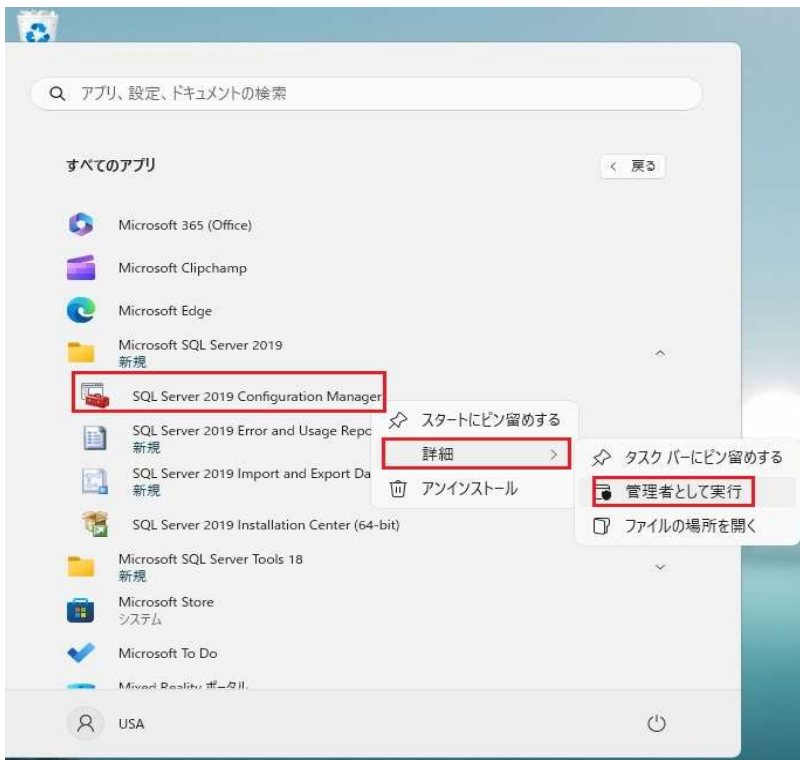 アプリ、設定、ドキュメントの検索
すべてのアプリ
< 戻る
Microsoft 365 (Office)
Microsoft Clipchamp
Microsoft Edge
Microsoft SQL Server 2019
新規
SQL Server 2019 Configuration Manager
SQL Server 2019 Error and Usage Repo
新規
SQL Server 2019 Import and Export Da
新規
SQL Server 2019 Installation Center (64-bit)
Microsoft SQL Server Tools 18
新規
Microsoft Store
システム
Microsoft To Do
Mixed Reality ポータル
USA
スタートにピン留めする
詳細
アンインストール
タスク バーにピン留めする
管理者として実行
ファイルの場所を開く